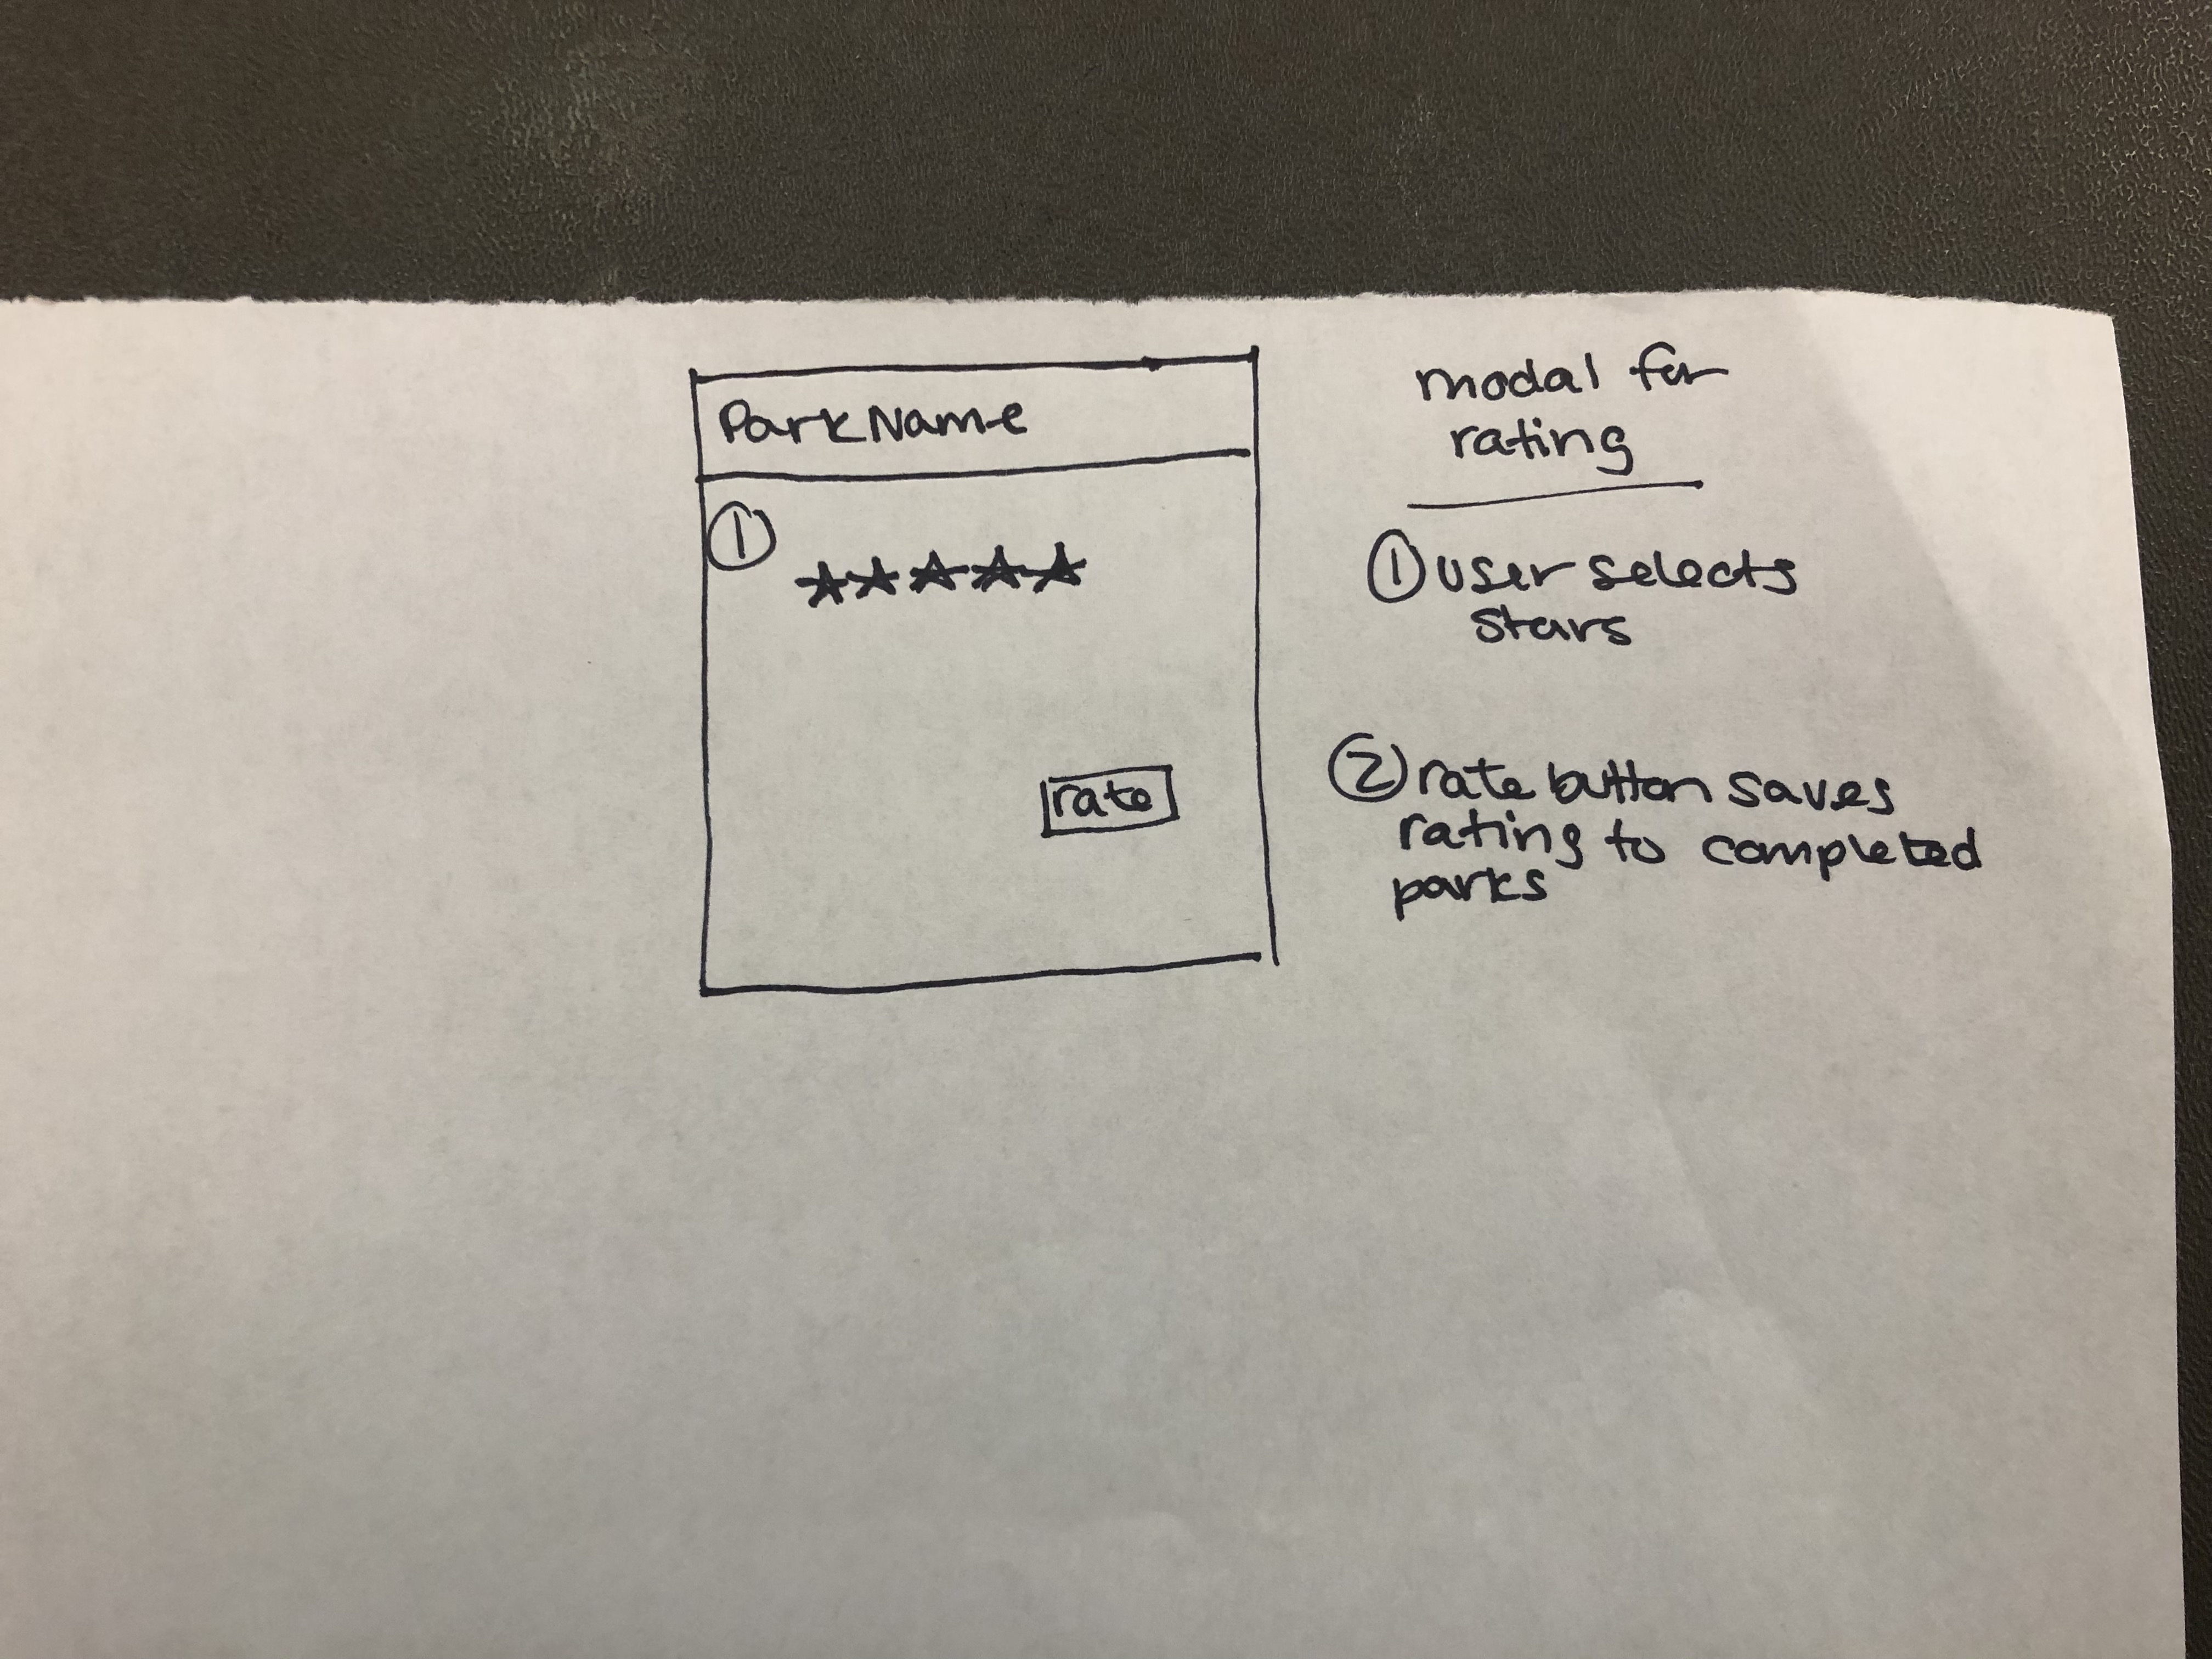 ParkName
①
rate
modal for
rating
① user selects
stars
② rate button saves
rating to completed
parks